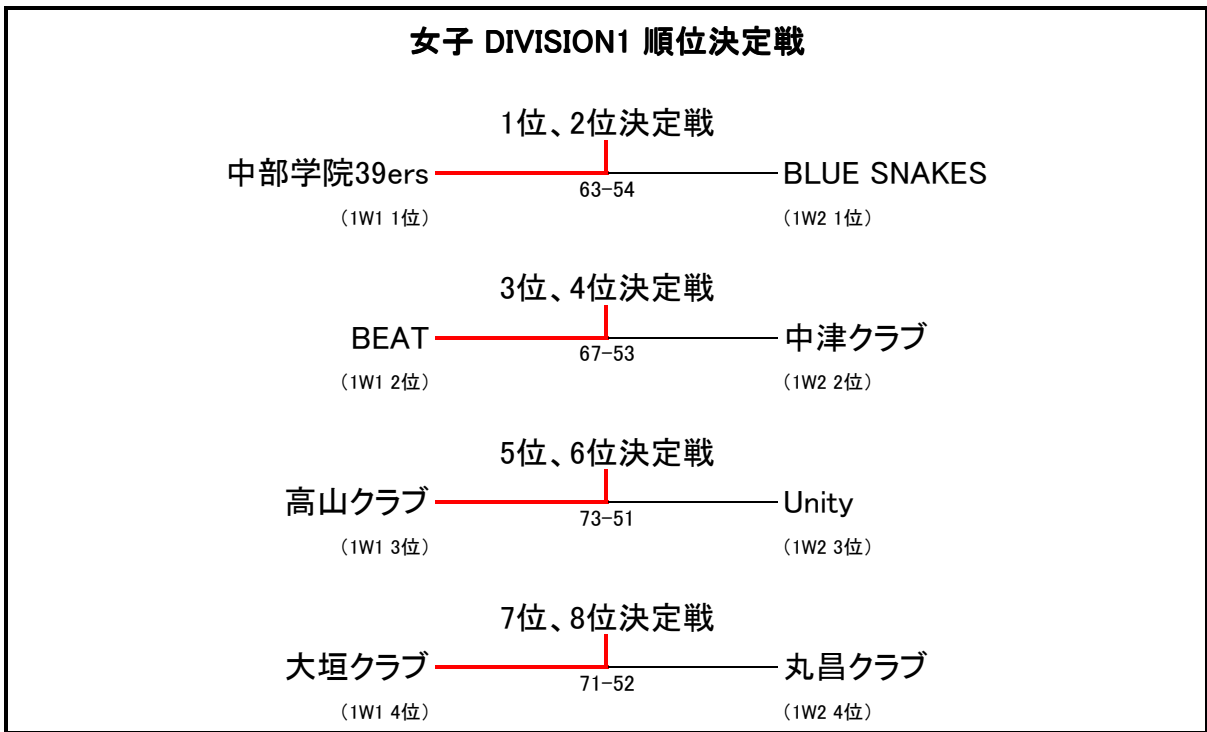 女子 DIVISION1 順位決定戦
1位、2位決定戦
中部学院39ers
63-54
BLUE SNAKES
（1W1 1位）
（1W2 1位）
3位、4位決定戦
BEAT
67-53
中津クラブ
（1W1 2位）
（1W2 2位）
5位、6位決定戦
高山クラブ
73-51
Unity
（1W1 3位）
（1W2 3位）
7位、8位決定戦
大垣クラブ
71-52
丸昌クラブ
（1W1 4位）
（1W2 4位）